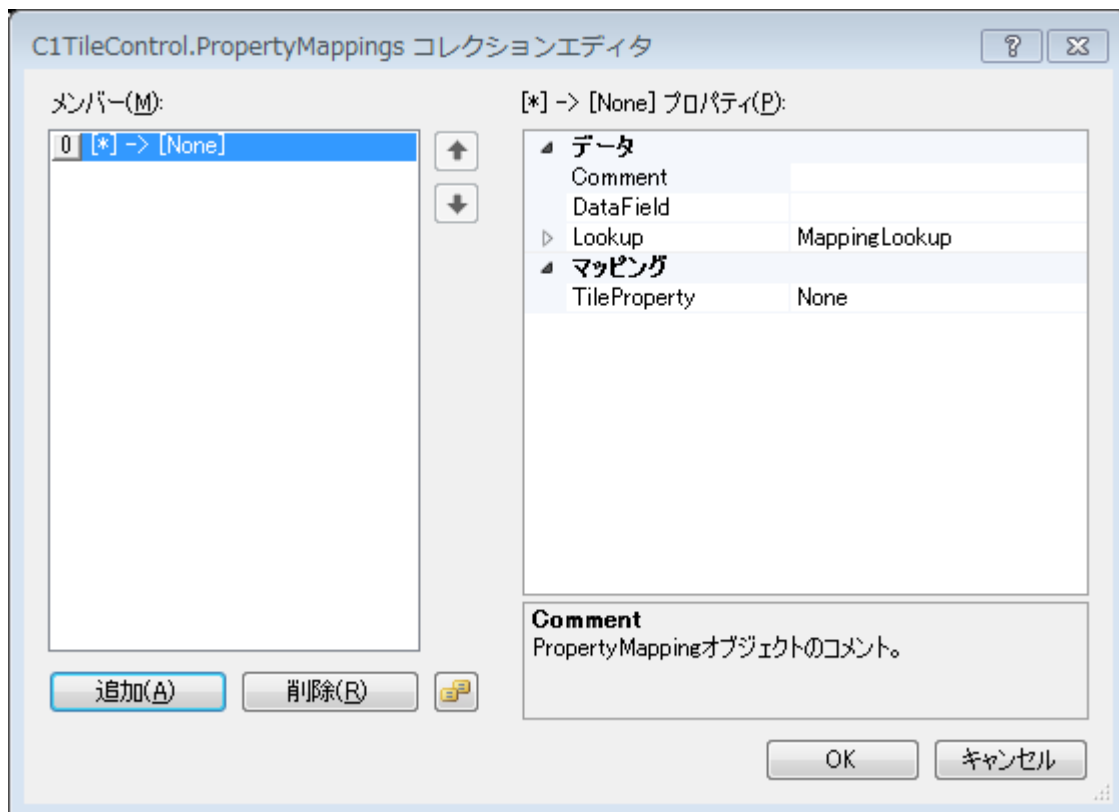 C1TileControl.PropertyMappings コレクションエディタ
メンバー(M):
0 [*] -> [None]
追加(A)
削除(R)
[*] -> [None] プロパティ(P):
データ
Comment
DataField
Lookup MappingLookup
マッピング
TileProperty None
Comment
PropertyMappingオブジェクトのコメント。
OK
キャンセル